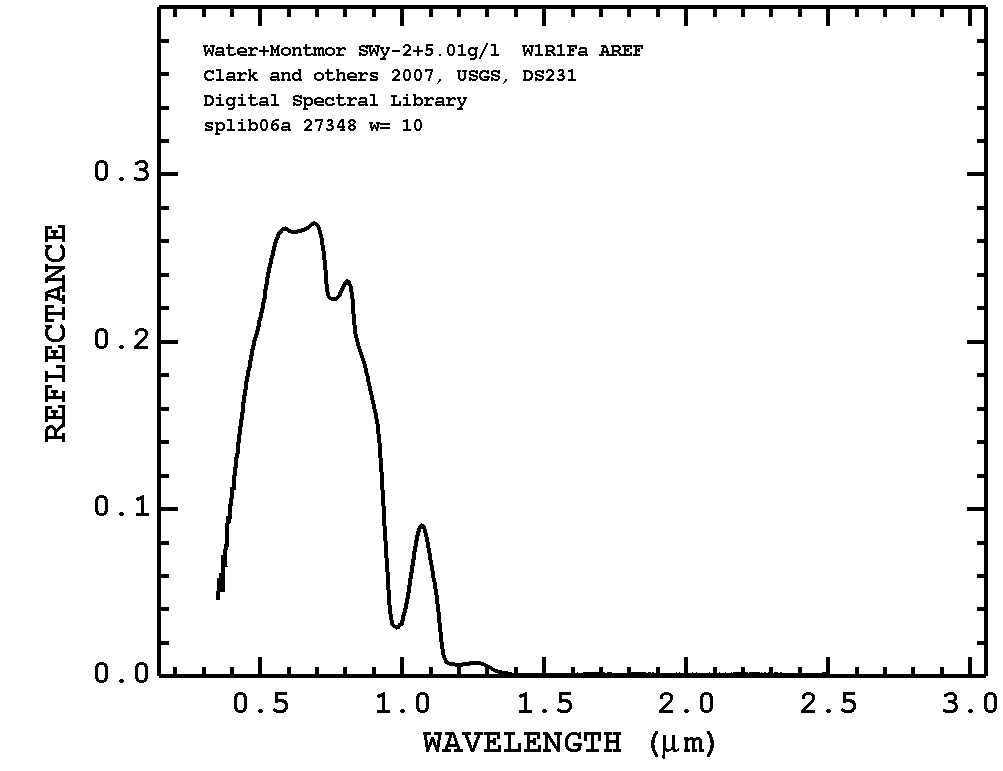 Water+Montmor SWy-2+5.01g/l  W1R1Fa AREF
Clark and others 2007, USGS, DS231
Digital Spectral Library
splib06a 27348 w= 10
REFLECTANCE
0.3
0.2
0.1
0.0
0.5 1.0 1.5 2.0 2.5 3.0
WAVELENGTH (μm)